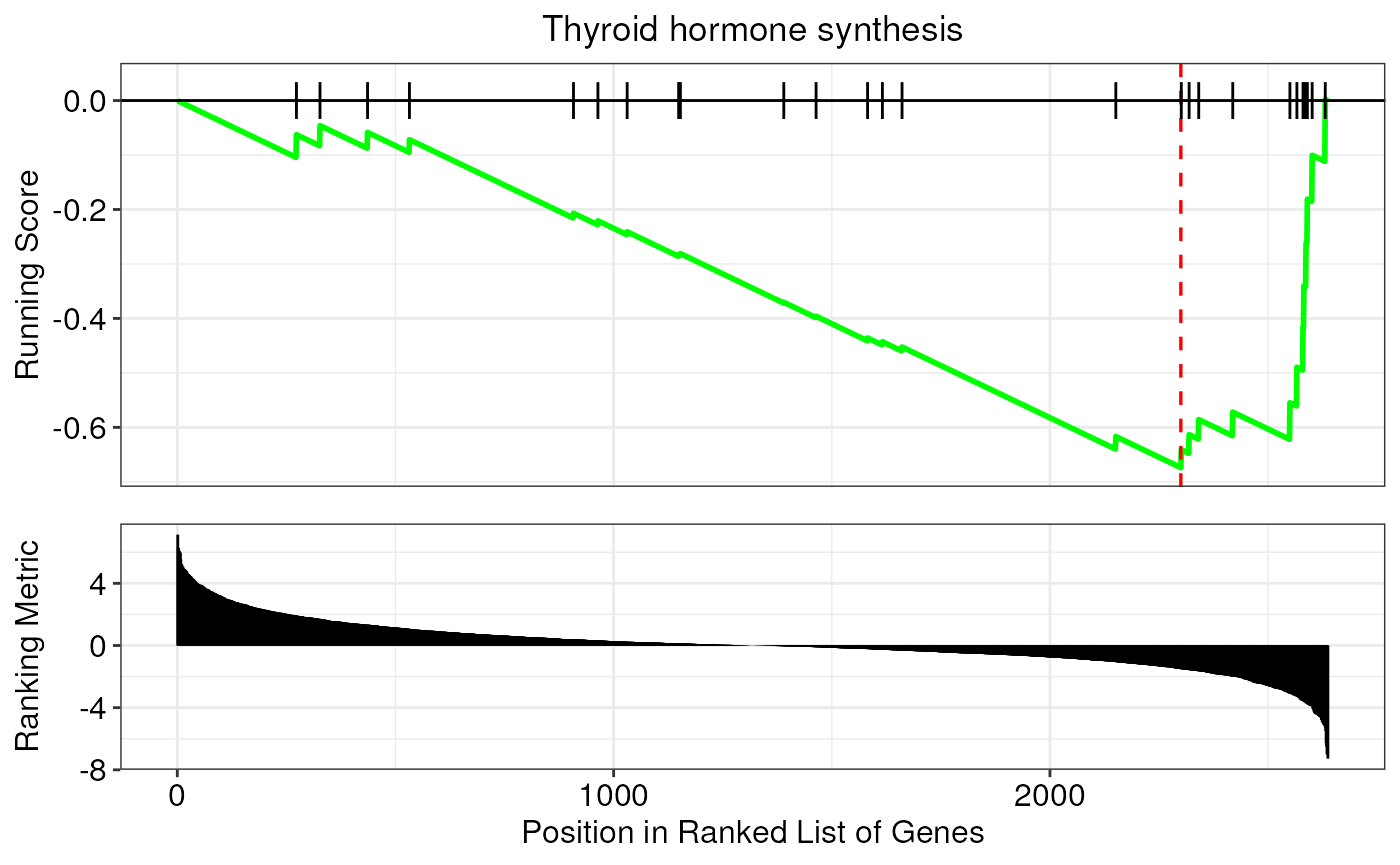 Thyroid hormone synthesis
Running Score
0.0
-0.2
-0.4
-0.6
Ranking Metric
4
0
-4
-8
0 1000 2000
Position in Ranked List of Genes